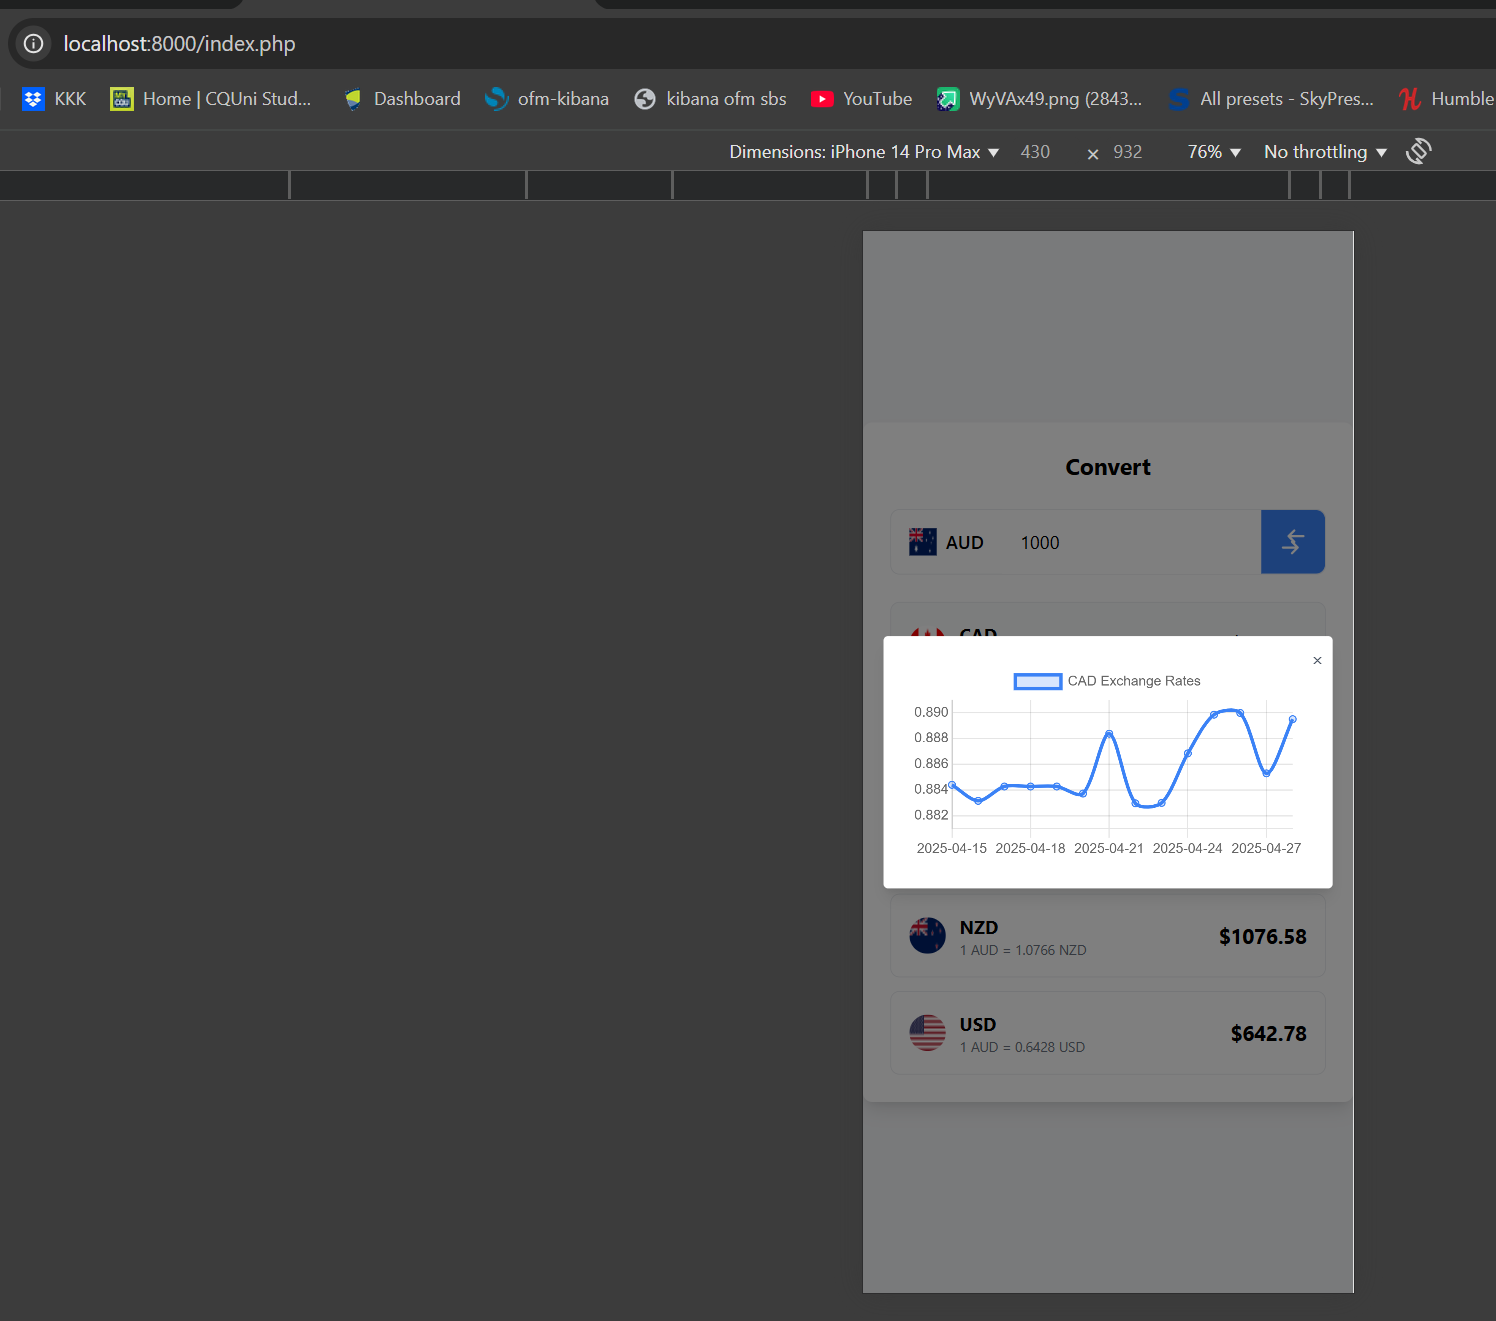 localhost:8000/index.php
KKK
Home | CQUni Stud...
Dashboard
ofm-kibana
kibana ofm sbs
YouTube
WyVAx49.png (2843...
All presets - SkyPres...
Humble
Dimensions: iPhone 14 Pro Max
430
×
932
76%
No throttling
Convert
AUD
1000
CAD
×
CAD Exchange Rates
0.890
0.888
0.886
0.884
0.882
2025-04-15 2025-04-18 2025-04-21 2025-04-24 2025-04-27
NZD
1 AUD = 1.0766 NZD
$1076.58
USD
1 AUD = 0.6428 USD
$642.78